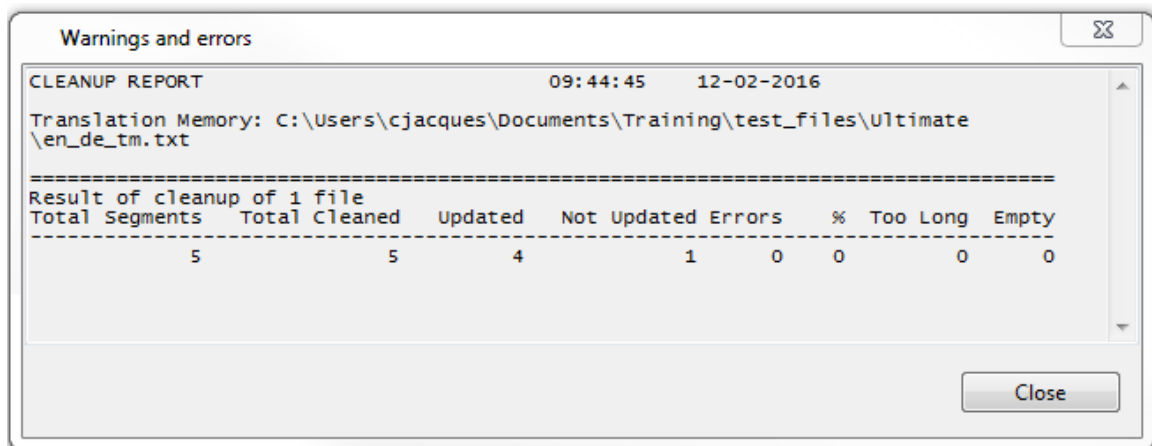 Warnings and errors
CLEANUP REPORT 09:44:45 12-02-2016
Translation Memory: C:\Users\cjacques\Documents\Training\test_files\Ultimate
\en_de_tm.txt
==================================================================================
Result of cleanup of 1 file
Total Segments Total Cleaned Updated Not Updated Errors % Too Long Empty
----------------------------------------------------------------------------------
5 5 4 1 0 0 0 0
Close